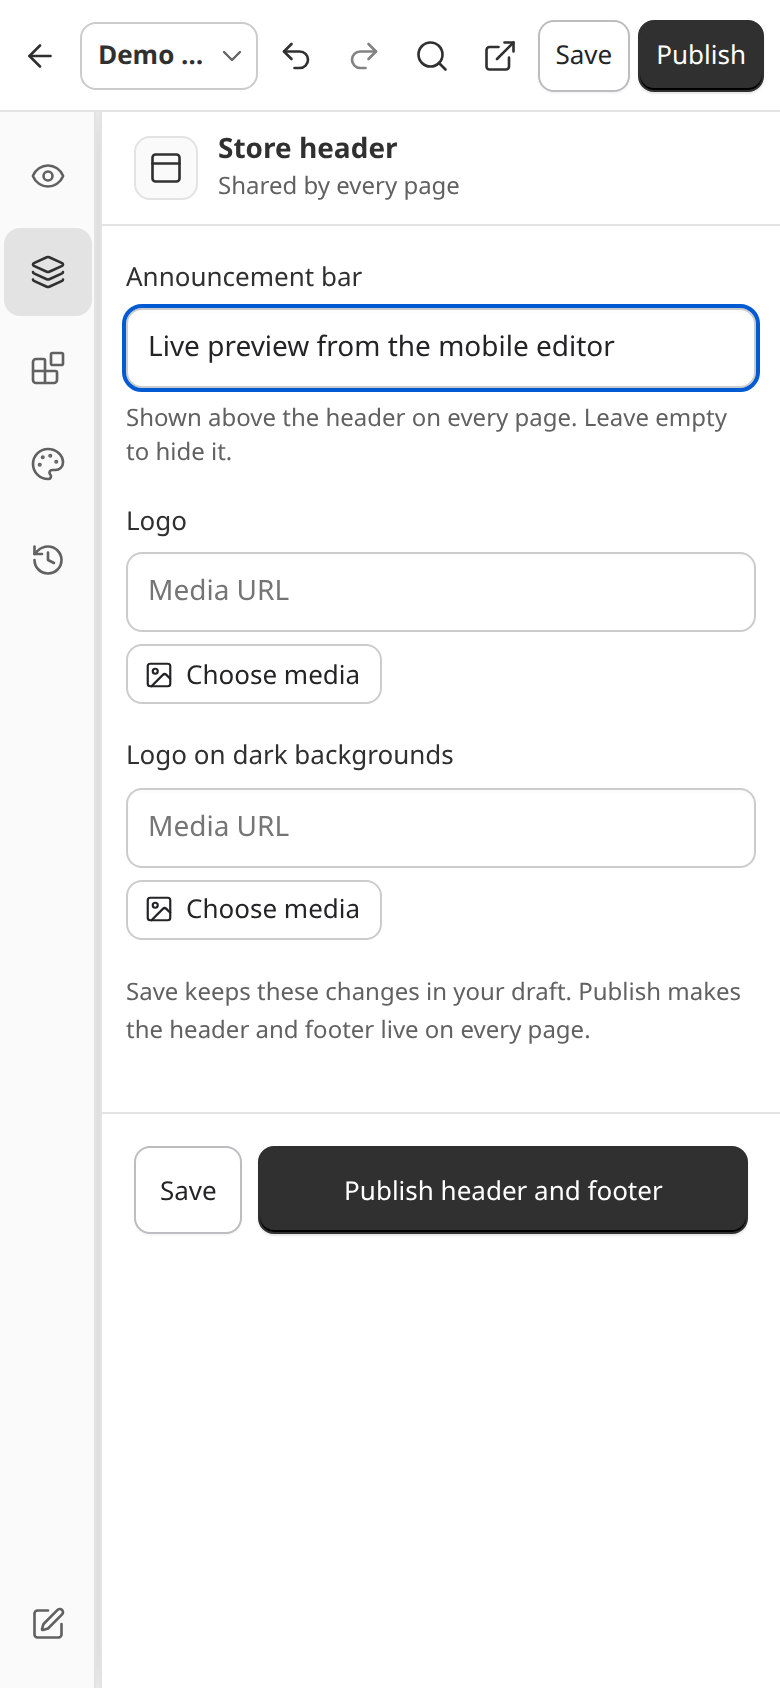 Demo ...
Save
Publish
Store header
Shared by every page
Announcement bar
Live preview from the mobile editor
Shown above the header on every page. Leave empty
to hide it.
Logo
Media URL
Choose media
Logo on dark backgrounds
Media URL
Choose media
Save keeps these changes in your draft. Publish makes
the header and footer live on every page.
Save
Publish header and footer